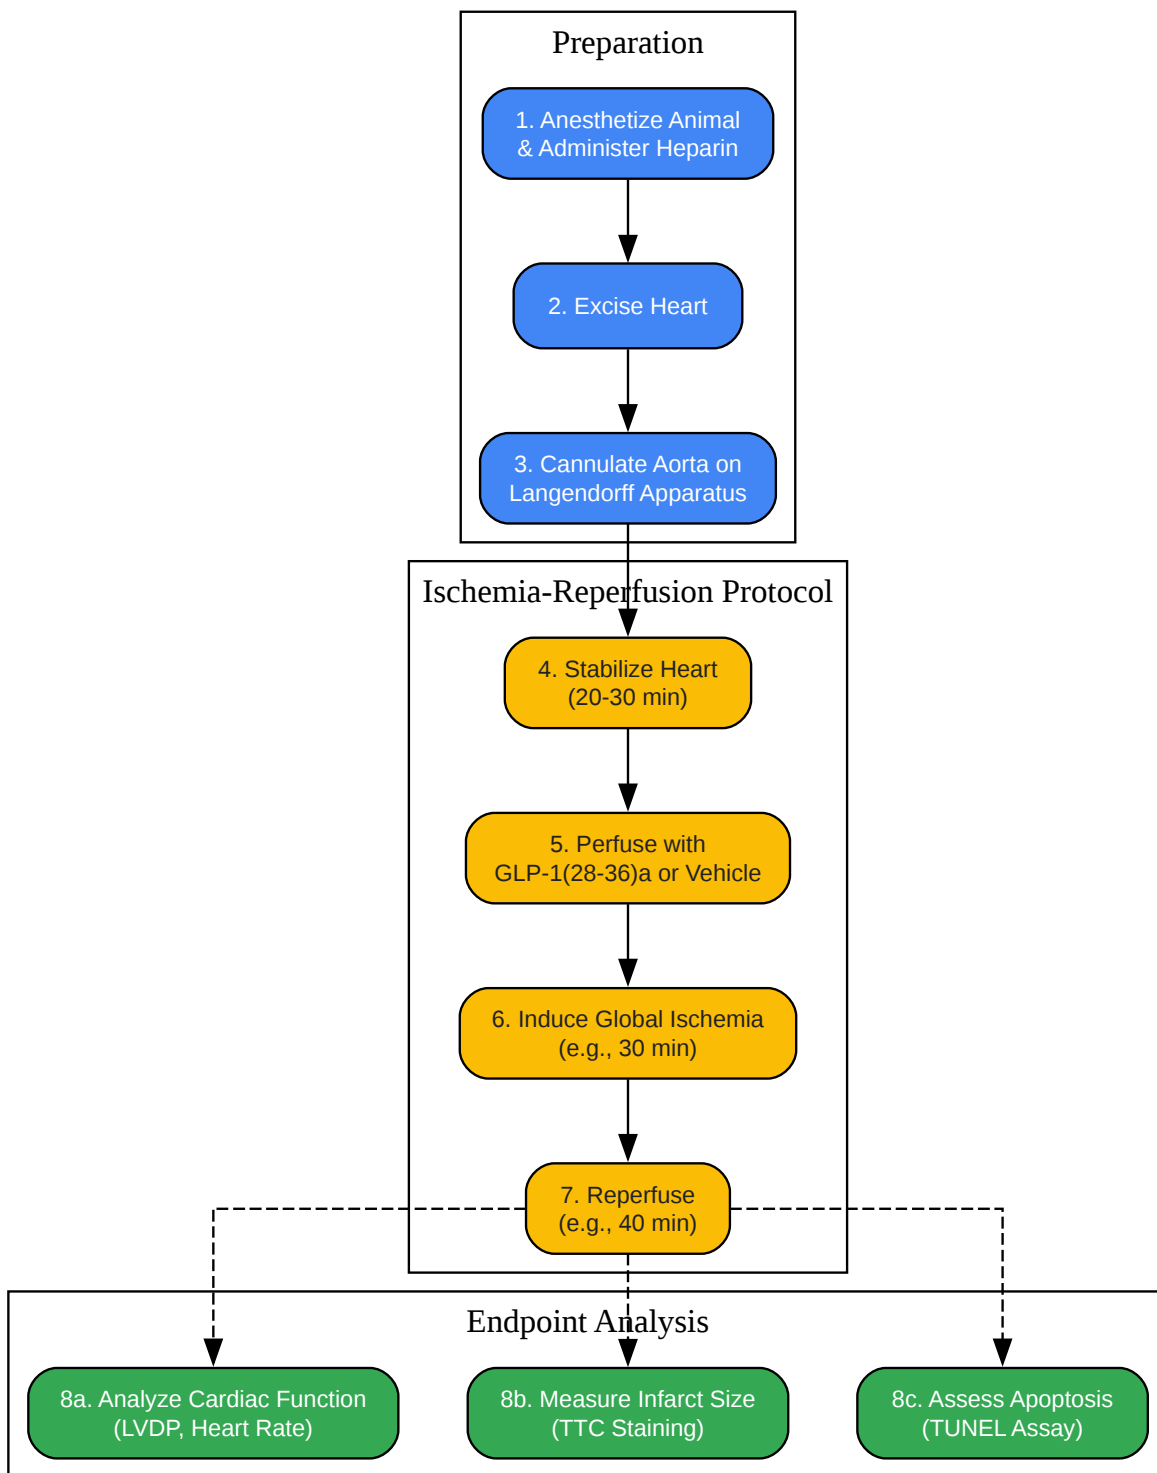 Preparation
1. Anesthetize Animal
& Administer Heparin
2. Excise Heart
3. Cannulate Aorta on
Langendorff Apparatus
Ischemia-Reperfusion Protocol
4. Stabilize Heart
(20-30 min)
5. Perfuse with
GLP-1(28-36)a or Vehicle
6. Induce Global Ischemia
(e.g., 30 min)
7. Reperfuse
(e.g., 40 min)
Endpoint Analysis
8a. Analyze Cardiac Function
(LVDP, Heart Rate)
8b. Measure Infarct Size
(TTC Staining)
8c. Assess Apoptosis
(TUNEL Assay)